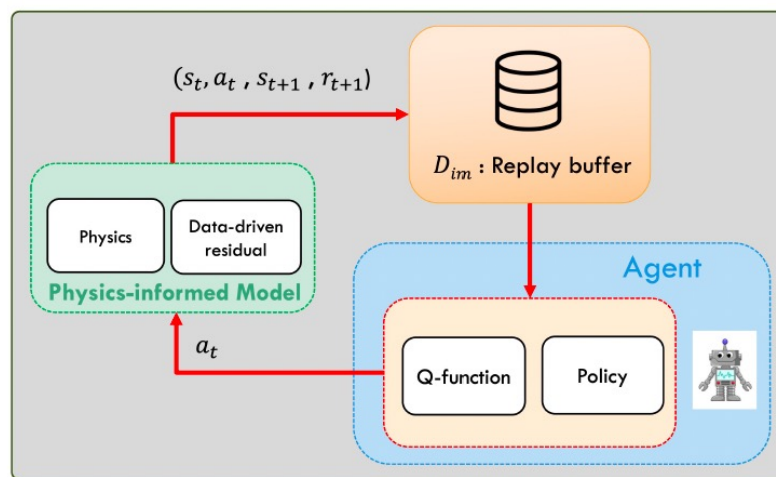 (s_t, a_t , s_{t+1} , r_{t+1})
D_{im} : Replay buffer
Physics
Data-driven
residual
Physics-informed Model
Agent
a_t
Q-function
Policy